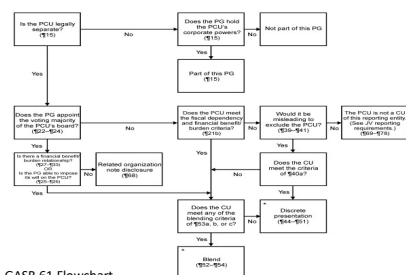 Is the PCU legally
separate?
(¶15)
No
Does the PG hold
the PCU's
corporate powers?
(¶15)
No
Not part of this PG
Yes
Yes
Part of this PG
(¶15)
Does the PG appoint
the voting majority
of the PCU's board?
(¶22–¶24)
No
Does the PCU meet
the fiscal dependency
and financial benefit/
burden criteria?
(¶21b)
No
Would it be
misleading to
exclude the PCU?
(¶39–¶41)
No
The PCU is not a CU
of this reporting entity.
(See JV reporting
requirements.)
(¶69–¶78)
Yes
Yes
Yes
Is there a financial benefit/
burden relationship?
(¶27–¶33)
OR
Is the PG able to impose
its will on the PCU?
(¶25–¶26)
No
Related organization
note disclosure
(¶68)
Does the CU
meet the criteria
of ¶40a?
No
Yes
Yes
Does the CU
meet any of the
blending criteria
of ¶53a, b, or c?
No
*
Discrete
presentation
(¶44–¶51)
Yes
*
Blend
(¶52–¶54)
GASB 61 Flowchart